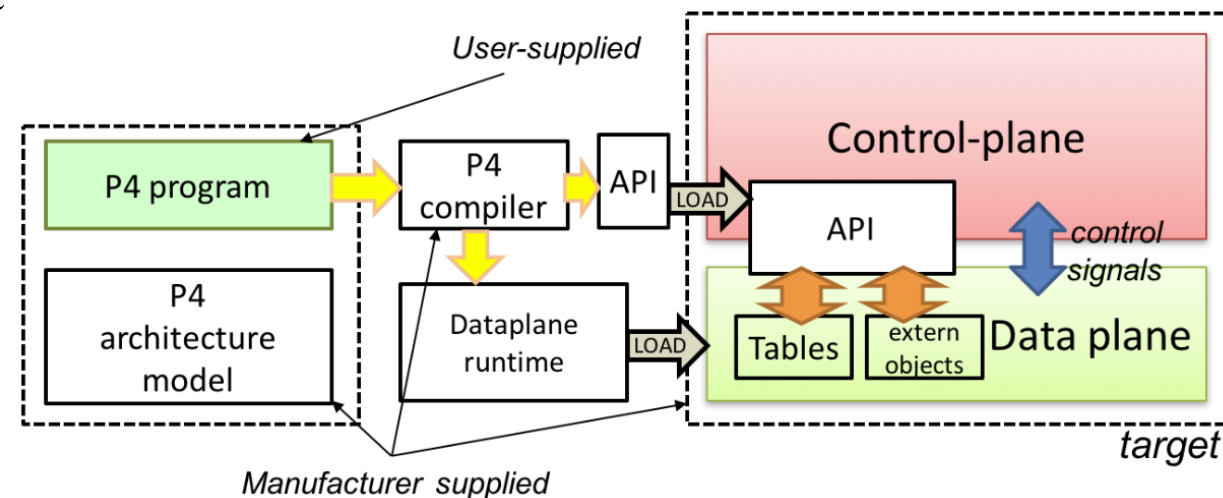 User-supplied
P4 program
P4
compiler
API
LOAD
Control-plane
API
control
signals
P4
architecture
model
Dataplane
runtime
LOAD
Tables
extern
objects
Data plane
target
Manufacturer supplied